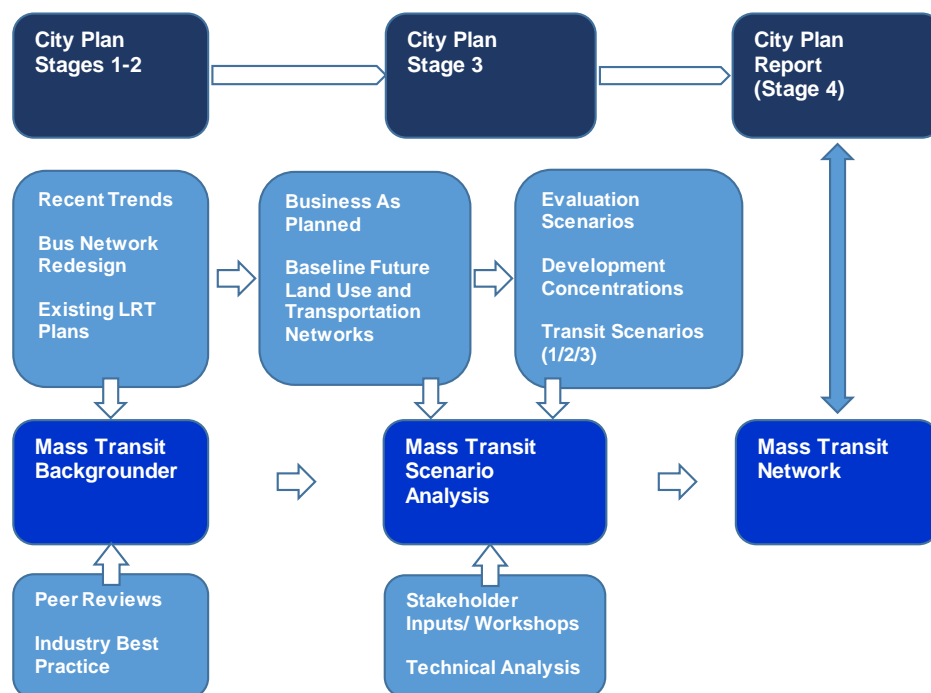 City Plan
Stages 1-2
City Plan
Stage 3
City Plan
Report
(Stage 4)
Recent Trends
Bus Network
Redesign
Existing LRT
Plans
Business As
Planned
Baseline Future
Land Use and
Transportation
Networks
Evaluation
Scenarios
Development
Concentrations
Transit Scenarios
(1/2/3)
Mass Transit
Backgrounder
Mass Transit
Scenario
Analysis
Mass Transit
Network
Peer Reviews
Industry Best
Practice
Stakeholder
Inputs/ Workshops
Technical Analysis